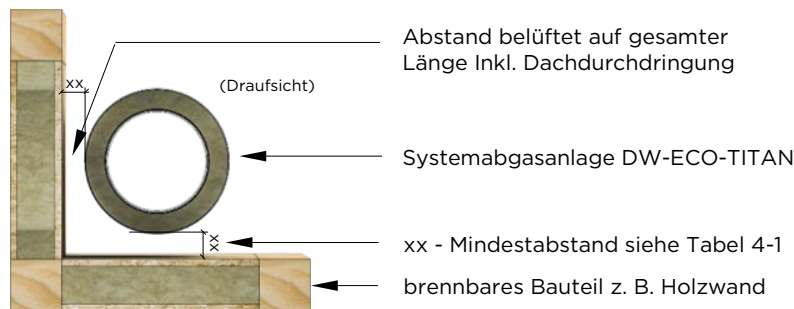 Abstand belüftet auf gesamter
Länge Inkl. Dachdurchdringung
xx
(Draufsicht)
Systemabgasanlage DW-ECO-TITAN
xx
xx - Mindestabstand siehe Tabel 4-1
brennbares Bauteil z. B. Holzwand